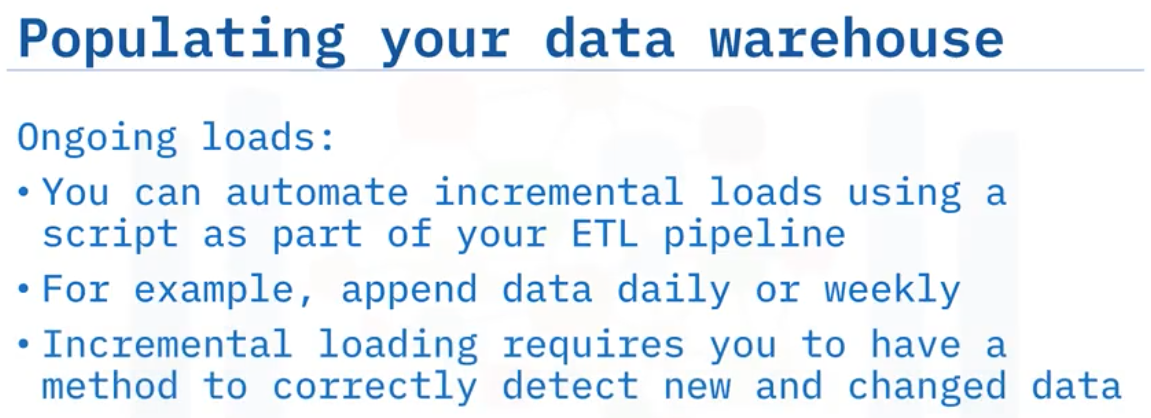 Populating your data warehouse
Ongoing loads:
• You can automate incremental loads using a
script as part of your ETL pipeline
• For example, append data daily or weekly
• Incremental loading requires you to have a
method to correctly detect new and changed data